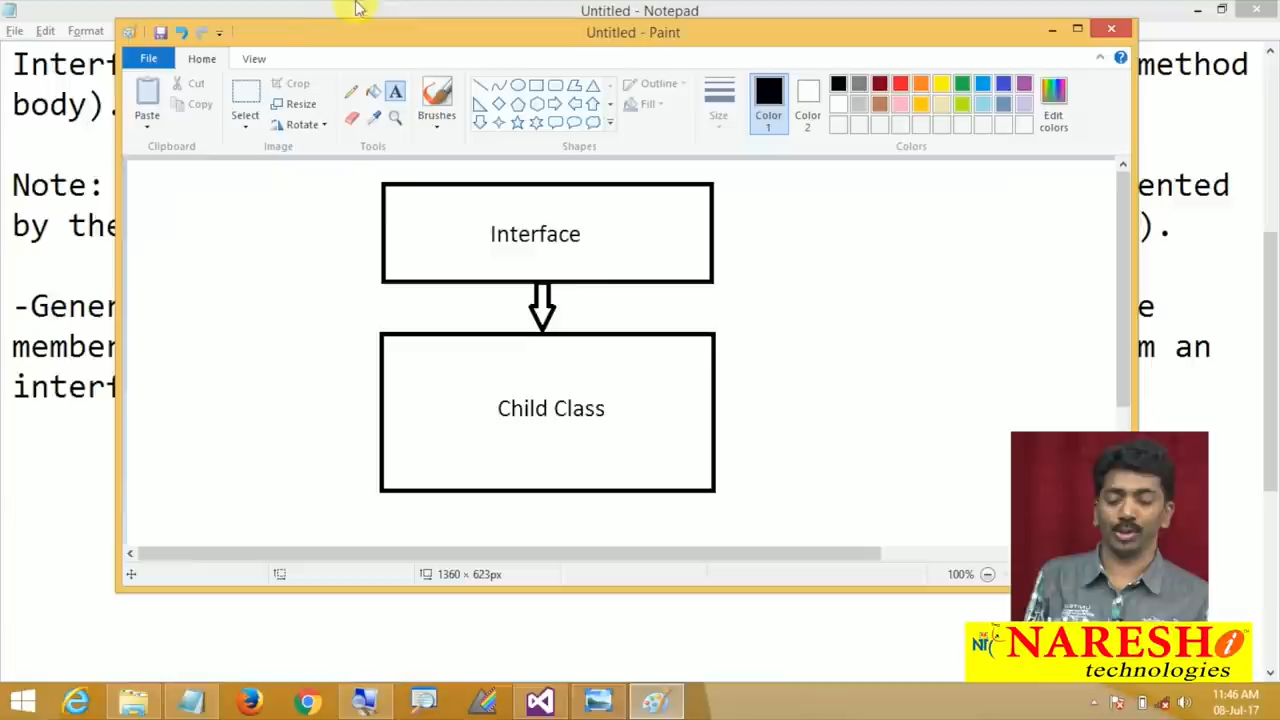 Untitled - Notepad
File Edit Format
Untitled - Paint
File Home View
Interf method
body).
Note: ented
by the ).
-Gener e
member m an
interf
Paste
Cut
Copy
Clipboard
Select
Crop
Resize
Rotate
Image
A
Tools
Brushes
Outline
Fill
Shapes
Size
Color
1
Color
2
Edit
colors
Colors
Interface
Child Class
1360 × 623px
100%
NARESH i
technologies
11:46 AM
08-Jul-17